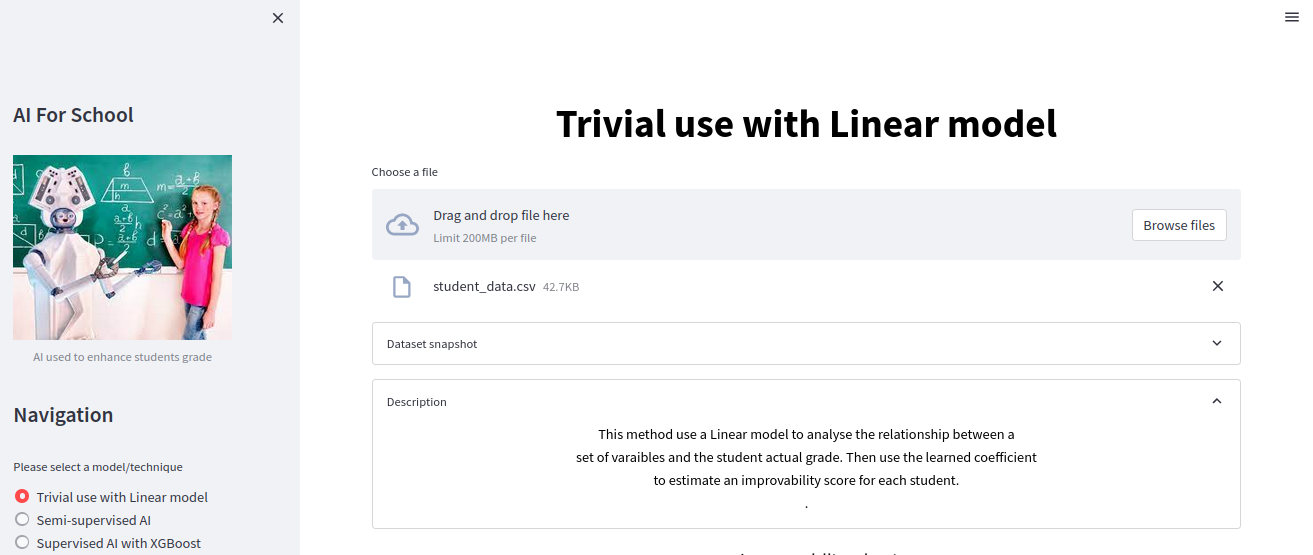 AI For School
b
m
h
m=
a+b
2
a+b
2
d
AI used to enhance students grade
Navigation
Please select a model/technique
Trivial use with Linear model
Semi-supervised AI
Supervised AI with XGBoost
Trivial use with Linear model
Choose a file
Drag and drop file here
Limit 200MB per file
Browse files
student_data.csv 42.7KB
Dataset snapshot
Description
This method use a Linear model to analyse the relationship between a
set of varaibles and the student actual grade. Then use the learned coefficient
to estimate an improvability score for each student.
.